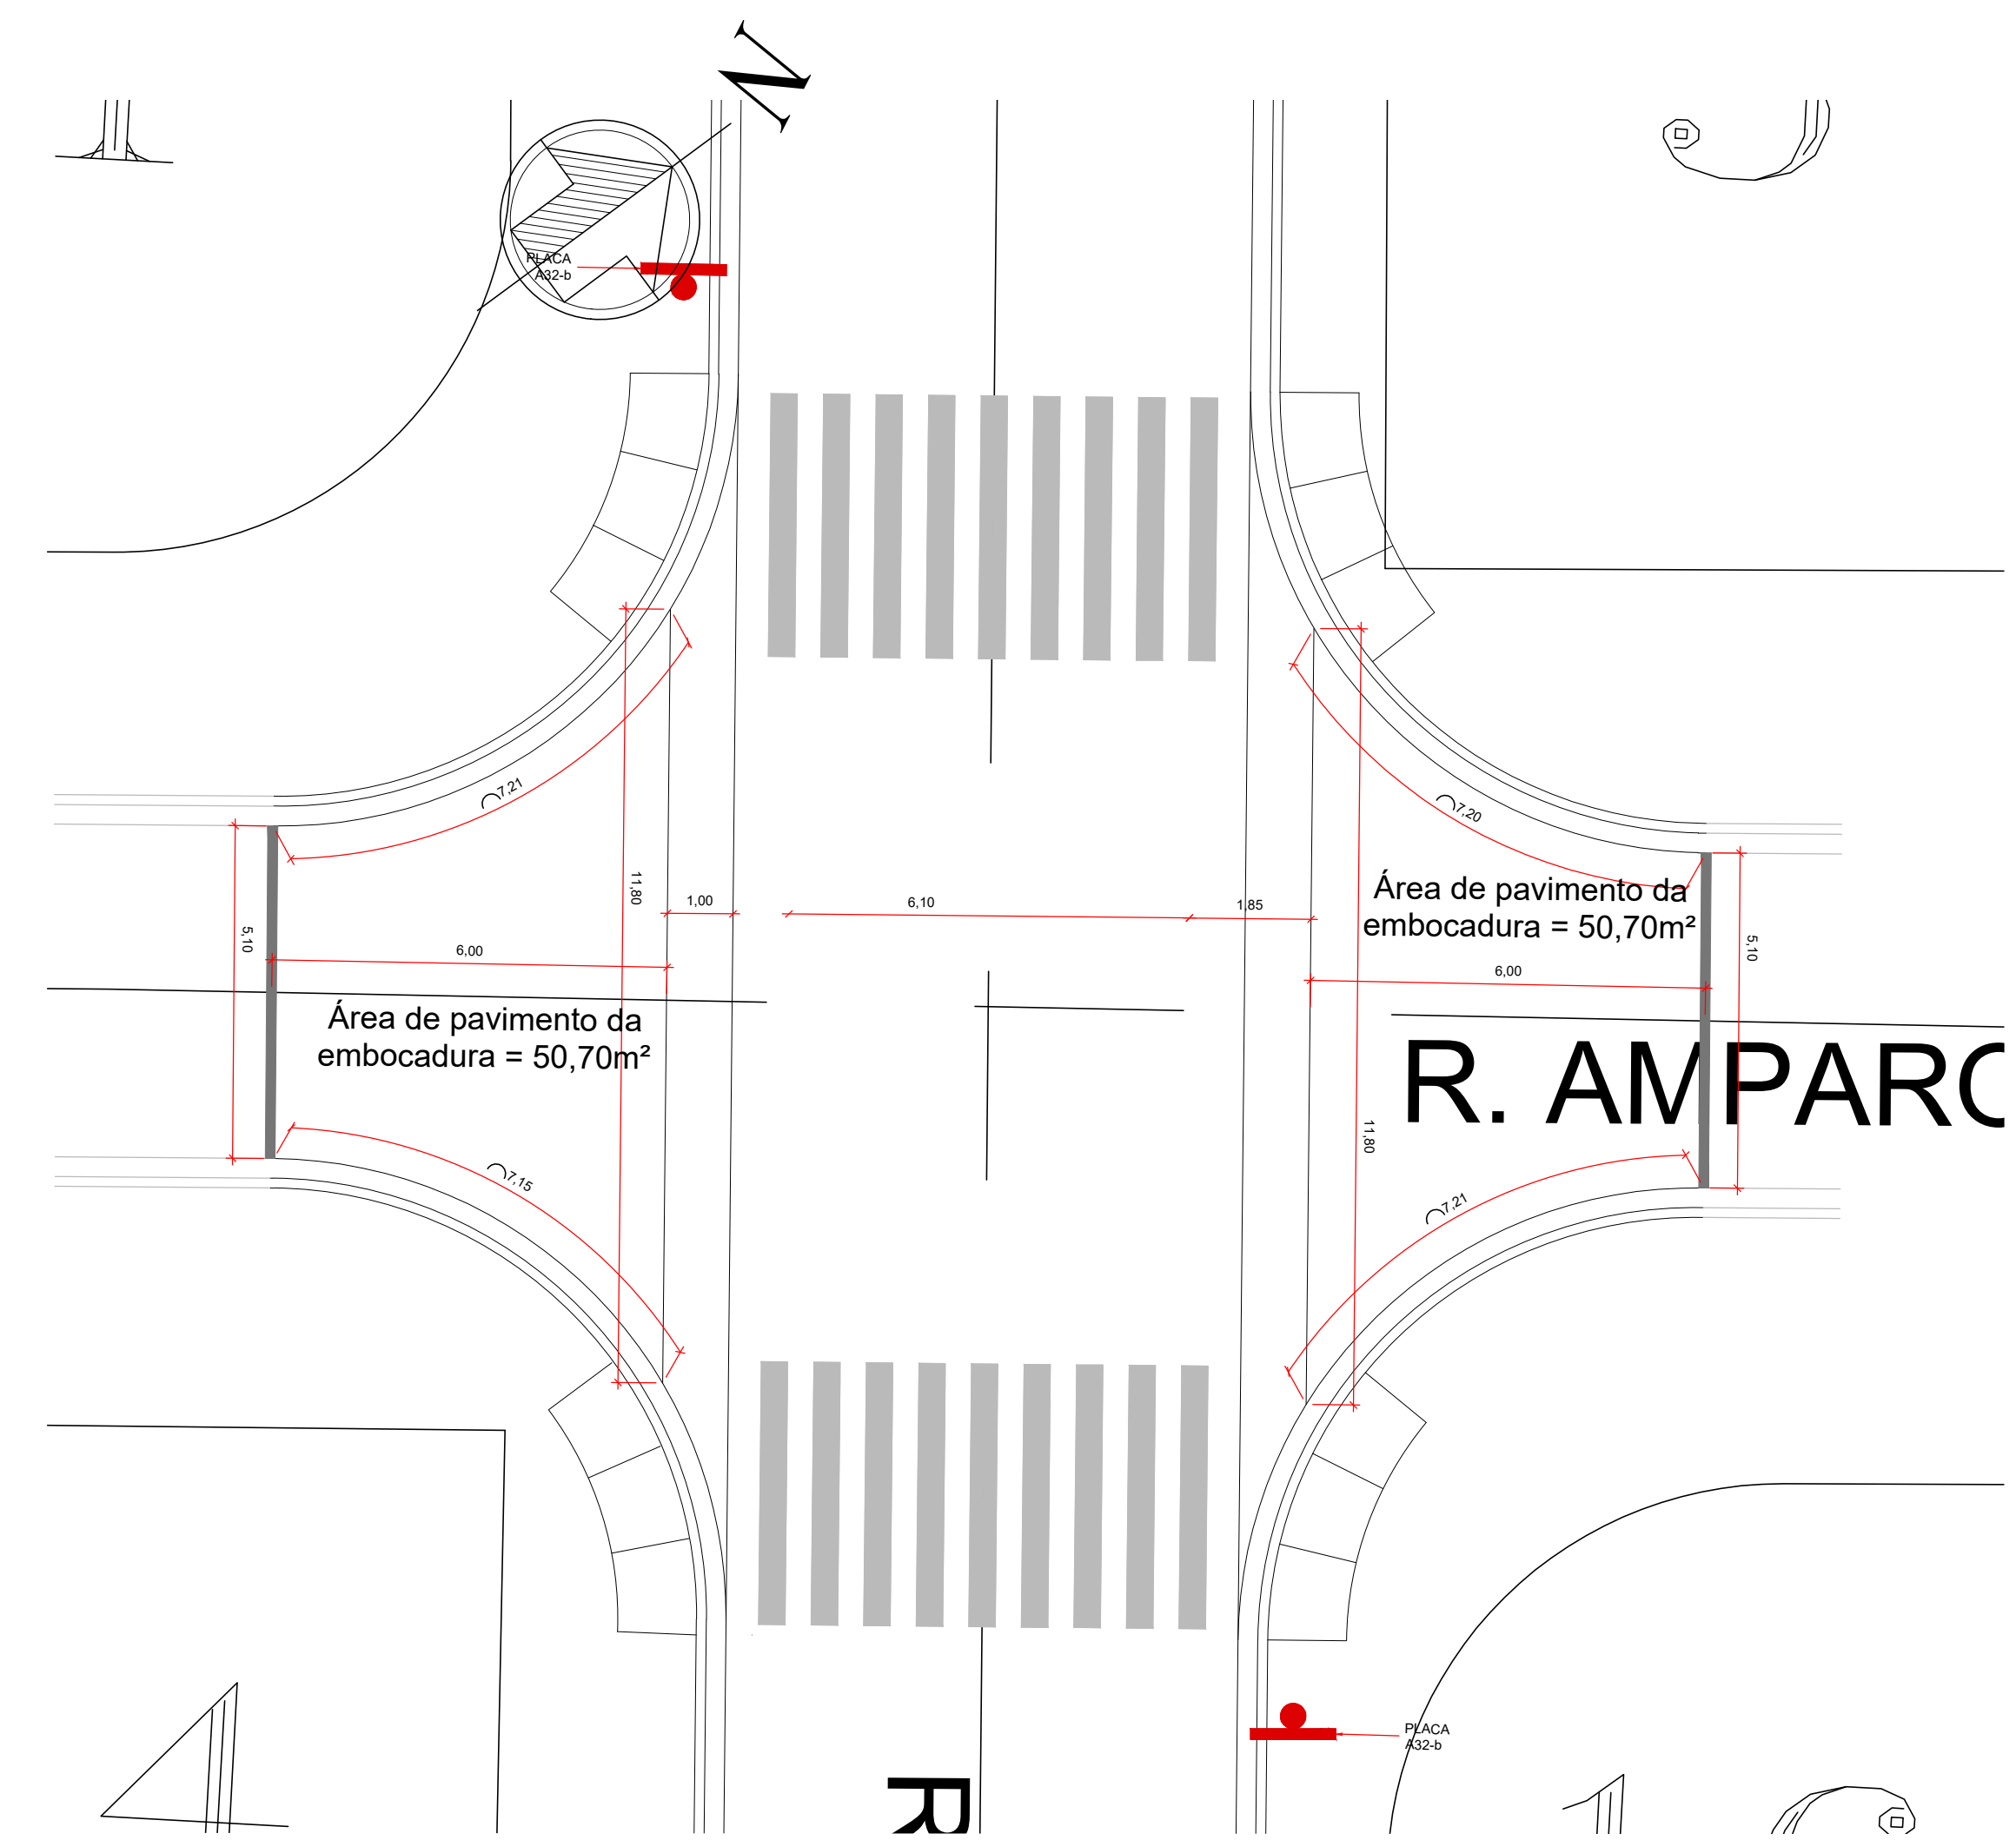 N
PLACA
A32-b
7,21
7,20
11,80
1,00
6,10
1,85
Área de pavimento da
embocadura = 50,70m²
5,10
6,00
6,00
5,10
Área de pavimento da
embocadura = 50,70m²
R. AMPARO
11,80
7,15
7,21
PLACA
A32-b
4
R